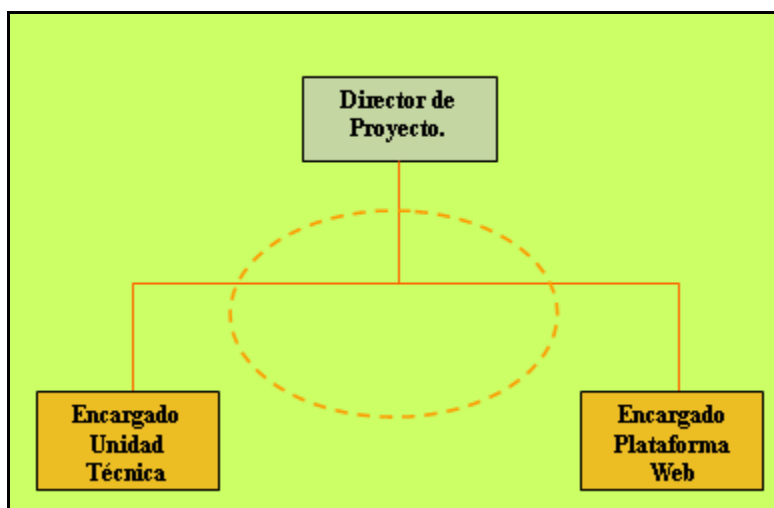 Director de
Proyecto.
Encargado
Unidad
Técnica
Encargado
Plataforma
Web